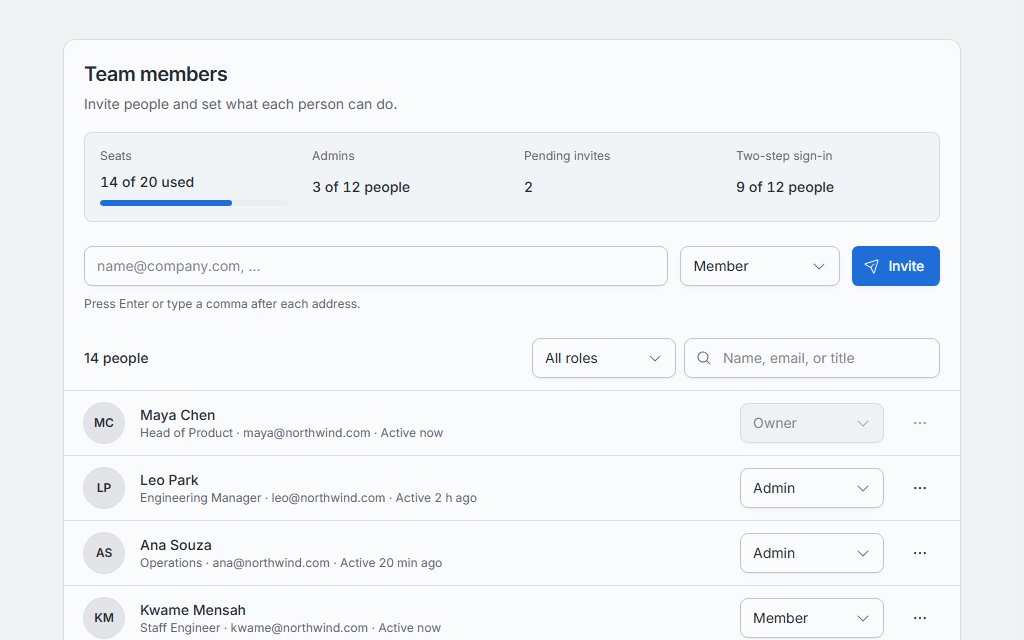 Team members
Invite people and set what each person can do.
Seats
14 of 20 used
Admins
3 of 12 people
Pending invites
2
Two-step sign-in
9 of 12 people
name@company.com, ...
Member
Invite
Press Enter or type a comma after each address.
14 people
All roles
Name, email, or title
MC
Maya Chen
Head of Product · maya@northwind.com · Active now
Owner
LP
Leo Park
Engineering Manager · leo@northwind.com · Active 2 h ago
Admin
AS
Ana Souza
Operations · ana@northwind.com · Active 20 min ago
Admin
KM
Kwame Mensah
Staff Engineer · kwame@northwind.com · Active now
Member